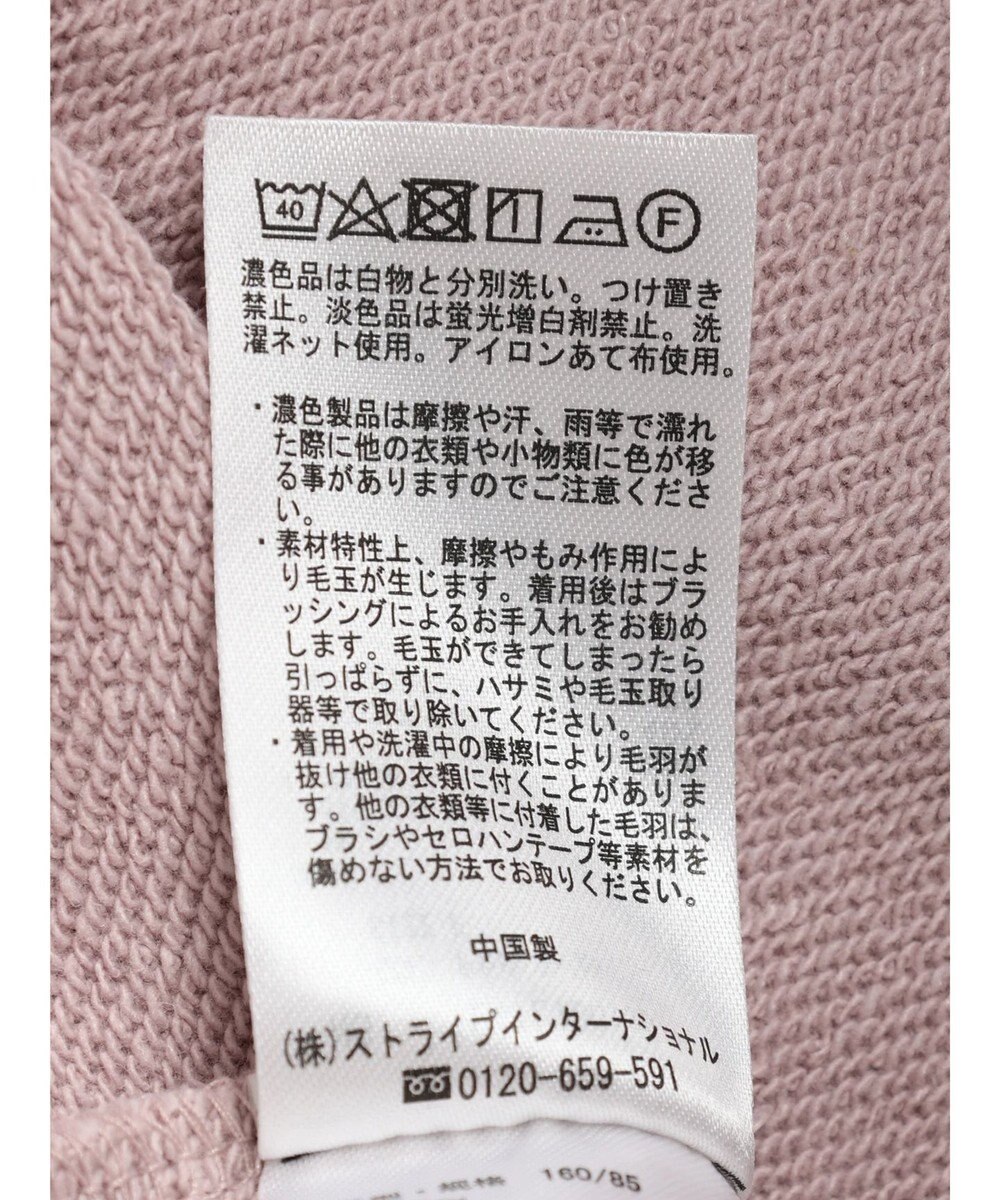 40
F
濃色品は白物と分別洗い。つけ置き
禁止。淡色品は蛍光増白剤禁止。洗
濯ネット使用。アイロンあて布使用。
・濃色製品は摩擦や汗、雨等で濡れ
た際に他の衣類や小物類に色が移
る事がありますのでご注意くださ
い。
・素材特性上、摩擦やもみ作用によ
り毛玉が生じます。着用後はブラ
ッシングによるお手入れをお勧め
します。毛玉ができてしまったら
引っぱらずに、ハサミや毛玉取り
器等で取り除いてください。
・着用や洗濯中の摩擦により毛羽が
抜け他の衣類に付くことがありま
す。他の衣類等に付着した毛羽は、
ブラシやセロハンテープ等素材を
傷めない方法でお取りください。
中国製
(株)ストライプインターナショナル
0120-659-591
160/85